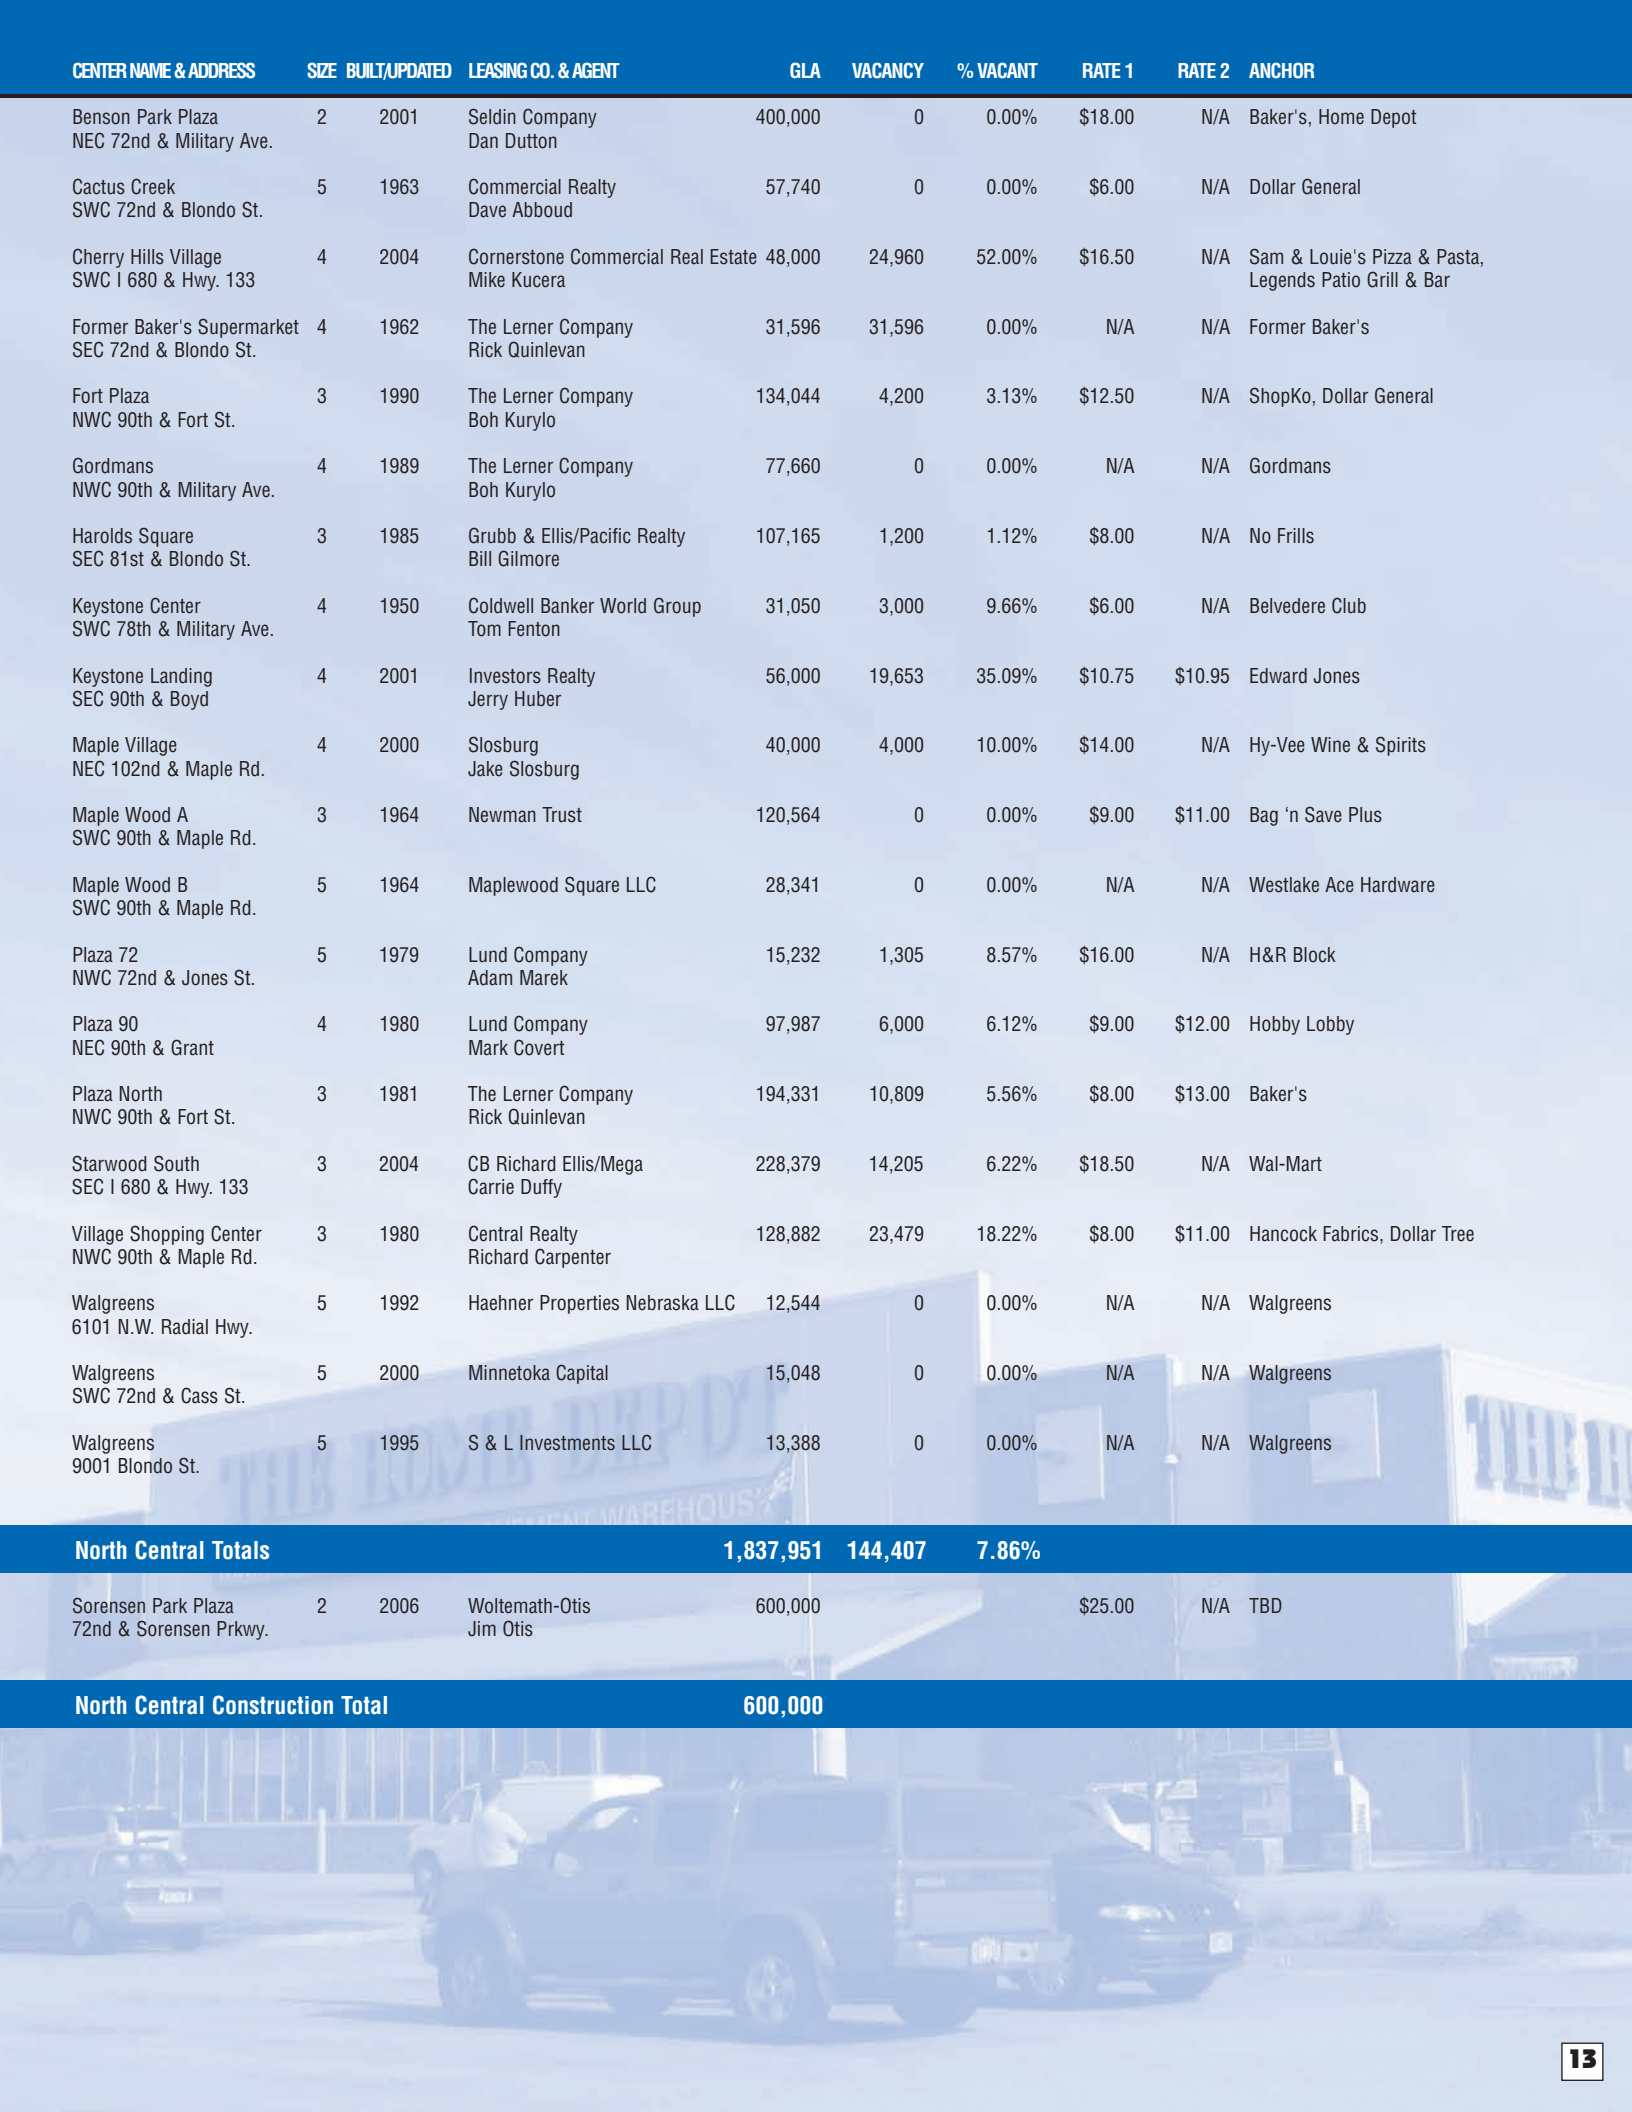 CENTER NAME & ADDRESS SIZE BUILT/UPDATED LEASING CO. & AGENT GLA VACANCY % VACANT RATE 1 RATE 2 ANCHOR
Benson Park Plaza 2 2001 Seldin Company 400,000 0 0.00% $18.00 N/A Baker's, Home Depot
NEC 72nd & Military Ave. Dan Dutton
Cactus Creek 5 1963 Commercial Realty 57,740 0 0.00% $6.00 N/A Dollar General
SWC 72nd & Blondo St. Dave Abboud
Cherry Hills Village 4 2004 Cornerstone Commercial Real Estate 48,000 24,960 52.00% $16.50 N/A Sam & Louie's Pizza & Pasta,
SWC I 680 & Hwy. 133 Mike Kucera Legends Patio Grill & Bar
Former Baker's Supermarket 4 1962 The Lerner Company 31,596 31,596 0.00% N/A N/A Former Baker's
SEC 72nd & Blondo St. Rick Quinlevan
Fort Plaza 3 1990 The Lerner Company 134,044 4,200 3.13% $12.50 N/A ShopKo, Dollar General
NWC 90th & Fort St. Boh Kurylo
Gordmans 4 1989 The Lerner Company 77,660 0 0.00% N/A N/A Gordmans
NWC 90th & Military Ave. Boh Kurylo
Harolds Square 3 1985 Grubb & Ellis/Pacific Realty 107,165 1,200 1.12% $8.00 N/A No Frills
SEC 81st & Blondo St. Bill Gilmore
Keystone Center 4 1950 Coldwell Banker World Group 31,050 3,000 9.66% $6.00 N/A Belvedere Club
SWC 78th & Military Ave. Tom Fenton
Keystone Landing 4 2001 Investors Realty 56,000 19,653 35.09% $10.75 $10.95 Edward Jones
SEC 90th & Boyd Jerry Huber
Maple Village 4 2000 Slosburg 40,000 4,000 10.00% $14.00 N/A Hy-Vee Wine & Spirits
NEC 102nd & Maple Rd. Jake Slosburg
Maple Wood A 3 1964 Newman Trust 120,564 0 0.00% $9.00 $11.00 Bag ‘n Save Plus
SWC 90th & Maple Rd.
Maple Wood B 5 1964 Maplewood Square LLC 28,341 0 0.00% N/A N/A Westlake Ace Hardware
SWC 90th & Maple Rd.
Plaza 72 5 1979 Lund Company 15,232 1,305 8.57% $16.00 N/A H&R Block
NWC 72nd & Jones St. Adam Marek
Plaza 90 4 1980 Lund Company 97,987 6,000 6.12% $9.00 $12.00 Hobby Lobby
NEC 90th & Grant Mark Covert
Plaza North 3 1981 The Lerner Company 194,331 10,809 5.56% $8.00 $13.00 Baker's
NWC 90th & Fort St. Rick Quinlevan
Starwood South 3 2004 CB Richard Ellis/Mega 228,379 14,205 6.22% $18.50 N/A Wal-Mart
SEC I 680 & Hwy. 133 Carrie Duffy
Village Shopping Center 3 1980 Central Realty 128,882 23,479 18.22% $8.00 $11.00 Hancock Fabrics, Dollar Tree
NWC 90th & Maple Rd. Richard Carpenter
Walgreens 5 1992 Haehner Properties Nebraska LLC 12,544 0 0.00% N/A N/A Walgreens
6101 N.W. Radial Hwy.
Walgreens 5 2000 Minnetoka Capital 15,048 0 0.00% N/A N/A Walgreens
SWC 72nd & Cass St.
Walgreens 5 1995 S & L Investments LLC 13,388 0 0.00% N/A N/A Walgreens
9001 Blondo St.
THE HOME DEPOT
WAREHOUS
THE H
North Central Totals 1,837,951 144,407 7.86%
Sorensen Park Plaza 2 2006 Woltemath-Otis 600,000 $25.00 N/A TBD
72nd & Sorensen Prkwy. Jim Otis
North Central Construction Total 600,000
13